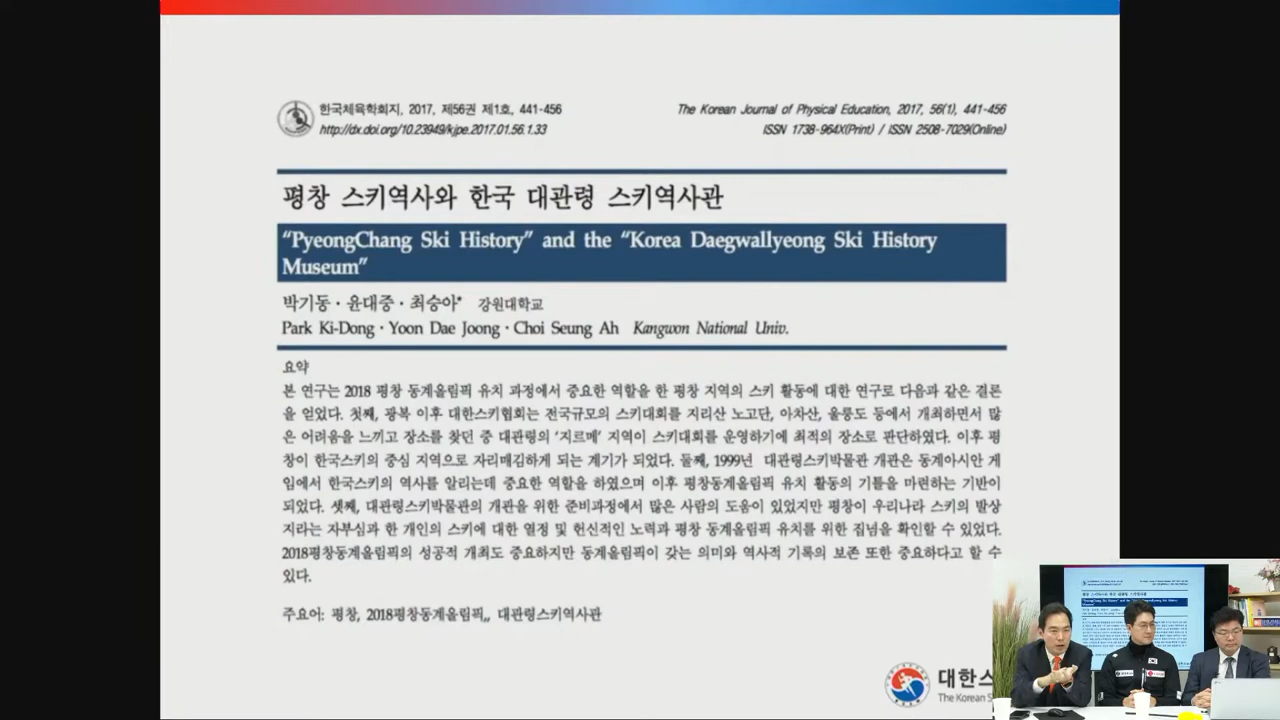 한국체육학회지, 2017, 제56권 제1호, 441-456
The Korean Journal of Physical Education, 2017, 56(1), 441-456
http://dx.doi.org/10.23949/kjpe.2017.01.56.1.33
ISSN 1738-964X(Print) / ISSN 2508-7029(Online)
평창 스키역사와 한국 대관령 스키역사관
“PyeongChang Ski History” and the “Korea Daegwallyeong Ski History
Museum”
박기동 · 윤대중 · 최승아* 강원대학교
Park Ki-Dong · Yoon Dae Joong · Choi Seung Ah Kangwon National Univ.
요약
본 연구는 2018 평창 동계올림픽 유치 과정에서 중요한 역할을 한 평창 지역의 스키 활동에 대한 연구로 다음과 같은 결론
을 얻었다. 첫째, 광복 이후 대한스키협회는 전국규모의 스키대회를 지리산 노고단, 아차산, 울릉도 등에서 개최하면서 많
은 어려움을 느끼고 장소를 찾던 중 대관령의 ‘지르메’ 지역이 스키대회를 운영하기에 최적의 장소로 판단하였다. 이후 평
창이 한국스키의 중심 지역으로 자리매김하게 되는 계기가 되었다. 둘째, 1999년 대관령스키박물관 개관은 동계아시안 게
임에서 한국스키의 역사를 알리는데 중요한 역할을 하였으며 이후 평창동계올림픽 유치 활동의 기틀을 마련하는 기반이
되었다. 셋째, 대관령스키박물관의 개관을 위한 준비과정에서 많은 사람의 도움이 있었지만 평창이 우리나라 스키의 발상
지라는 자부심과 한 개인의 스키에 대한 열정 및 헌신적인 노력과 평창 동계올림픽 유치를 위한 집념을 확인할 수 있었다.
2018평창동계올림픽의 성공적 개최도 중요하지만 동계올림픽이 갖는 의미와 역사적 기록의 보존 또한 중요하다고 할 수
있다.
주요어: 평창, 2018평창동계올림픽,, 대관령스키역사관
대한스
The Korean S